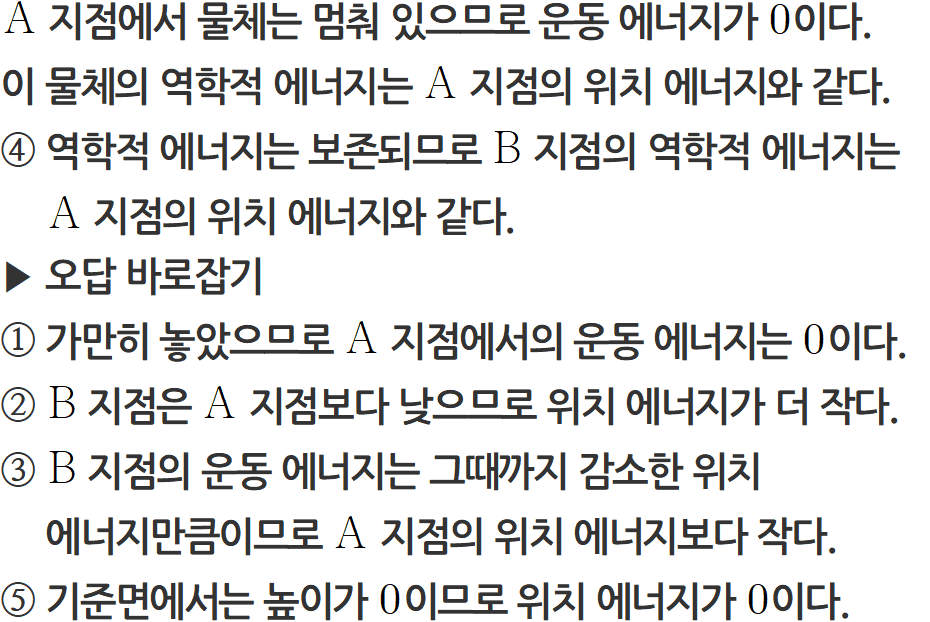 A 지점에서 물체는 멈춰 있으므로 운동 에너지가 0이다.
이 물체의 역학적 에너지는 A 지점의 위치 에너지와 같다.
④ 역학적 에너지는 보존되므로 B 지점의 역학적 에너지는
A 지점의 위치 에너지와 같다.
▶ 오답 바로잡기
① 가만히 놓았으므로 A 지점에서의 운동 에너지는 0이다.
② B 지점은 A 지점보다 낮으므로 위치 에너지가 더 작다.
③ B 지점의 운동 에너지는 그때까지 감소한 위치
에너지만큼이므로 A 지점의 위치 에너지보다 작다.
⑤ 기준면에서는 높이가 0이므로 위치 에너지가 0이다.